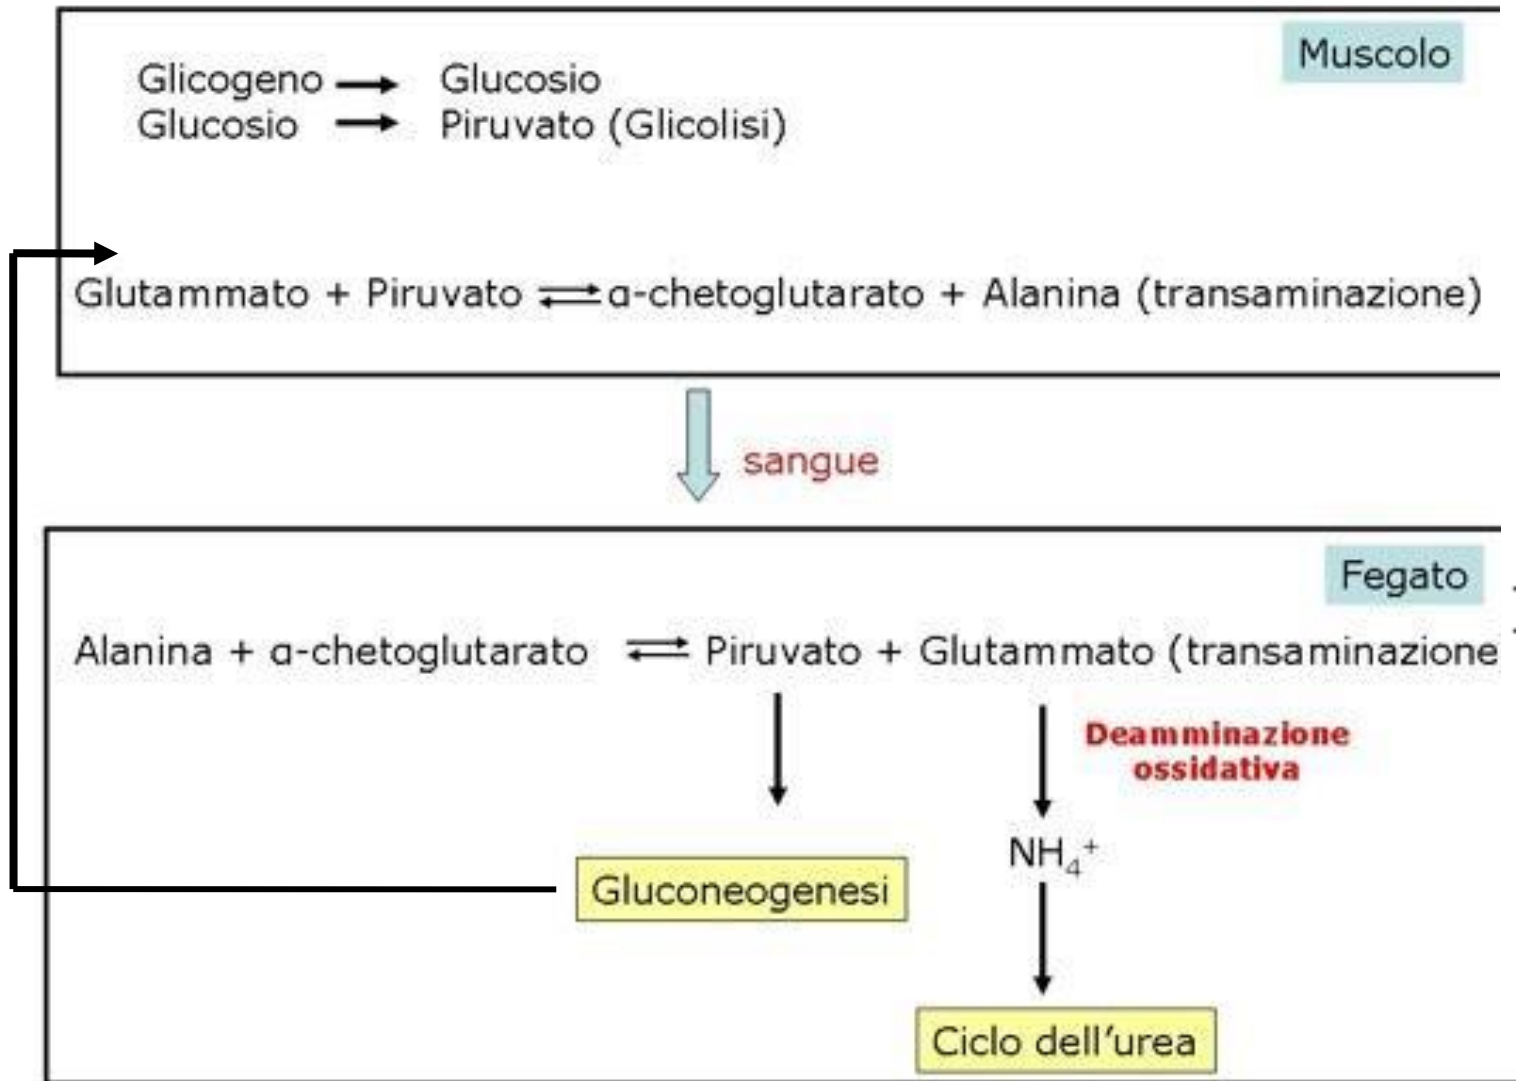 Muscolo
Glicogeno → Glucosio
Glucosio → Piruvato (Glicolisi)
Glutammato + Piruvato ⇌ α-chetoglutarato + Alanina (transaminazione)
sangue
Fegato
Alanina + α-chetoglutarato ⇌ Piruvato + Glutammato (transaminazione
Deamminazione
ossidativa
NH₄⁺
Gluconeogenesi
Ciclo dell'urea